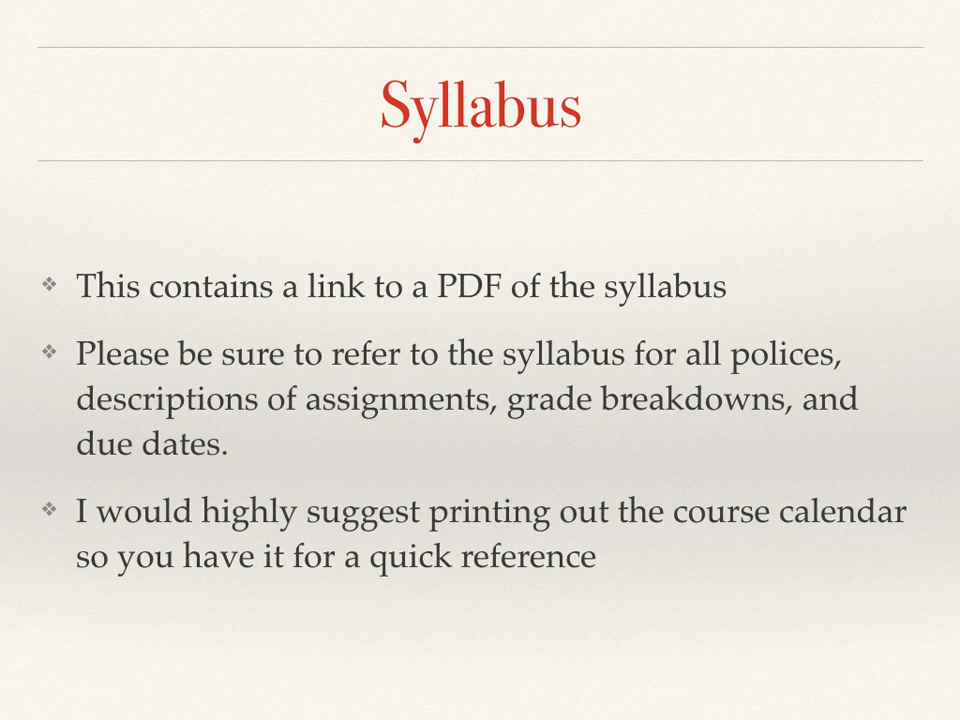 Syllabus
This contains a link to a PDF of the syllabus
Please be sure to refer to the syllabus for all polices,
descriptions of assignments, grade breakdowns, and
due dates.
I would highly suggest printing out the course calendar
so you have it for a quick reference